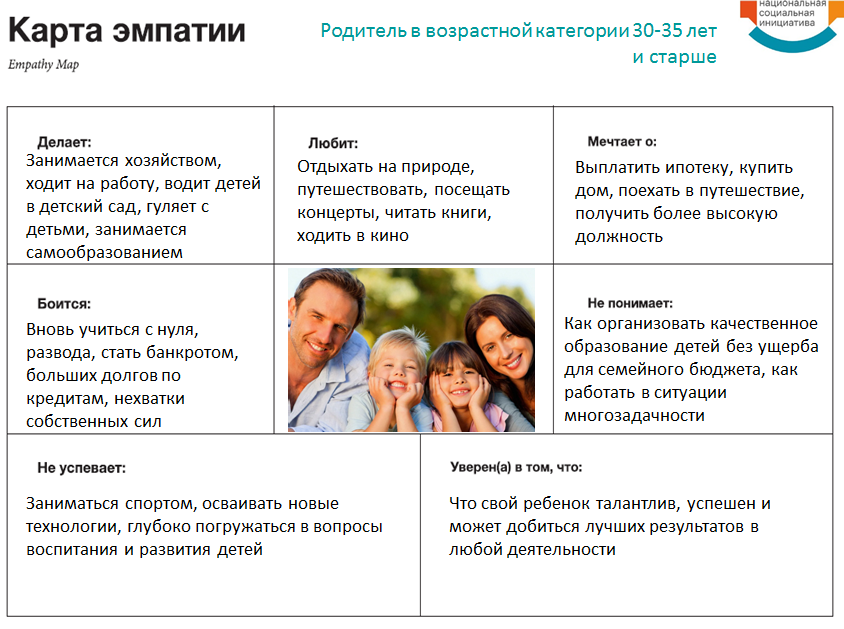 Карта эмпатии
Empathy Map
Родитель в возрастной категории 30-35 лет
и старше
национальная
социальная
инициатива
Делает:
Занимается хозяйством,
ходит на работу, водит детей
в детский сад, гуляет с
детьми, занимается
самообразованием
Любит:
Отдыхать на природе,
путешествовать, посещать
концерты, читать книги,
ходить в кино
Мечтает о:
Выплатить ипотеку, купить
дом, поехать в путешествие,
получить более высокую
должность
Боится:
Вновь учиться с нуля,
развода, стать банкротом,
больших долгов по
кредитам, нехватки
собственных сил
Не понимает:
Как организовать качественное
образование детей без ущерба
для семейного бюджета, как
работать в ситуации
многозадачности
Не успевает:
Заниматься спортом, осваивать новые
технологии, глубоко погружаться в вопросы
воспитания и развития детей
Уверен(а) в том, что:
Что свой ребенок талантлив, успешен и
может добиться лучших результатов в
любой деятельности